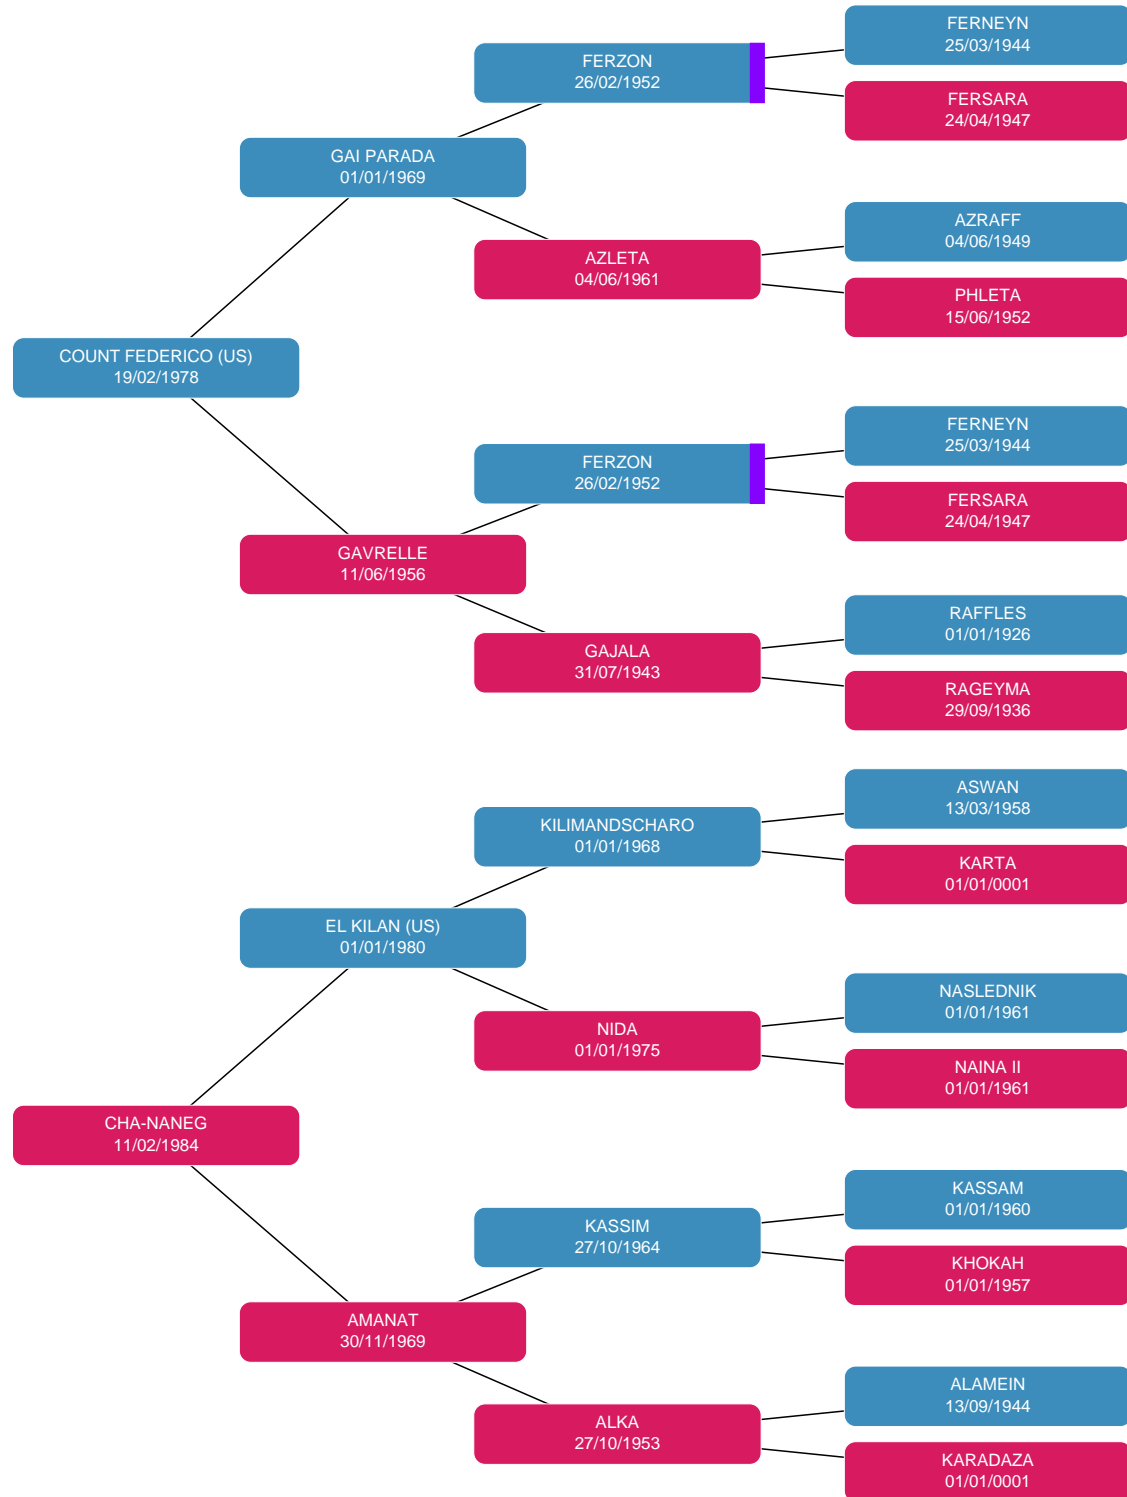 FERNEYN
25/03/1944
FERZON
26/02/1952
FERSARA
24/04/1947
GAI PARADA
01/01/1969
AZRAFF
04/06/1949
AZLETA
04/06/1961
PHLETA
15/06/1952
COUNT FEDERICO (US)
19/02/1978
FERNEYN
25/03/1944
FERZON
26/02/1952
FERSARA
24/04/1947
GAVRELLE
11/06/1956
RAFFLES
01/01/1926
GAJALA
31/07/1943
RAGEYMA
29/09/1936
ASWAN
13/03/1958
KILIMANDSCHARO
01/01/1968
KARTA
01/01/0001
EL KILAN (US)
01/01/1980
NASLEDNIK
01/01/1961
NIDA
01/01/1975
NAINA II
01/01/1961
CHA-NANEG
11/02/1984
KASSAM
01/01/1960
KASSIM
27/10/1964
KHOKAH
01/01/1957
AMANAT
30/11/1969
ALAMEIN
13/09/1944
ALKA
27/10/1953
KARADAZA
01/01/0001